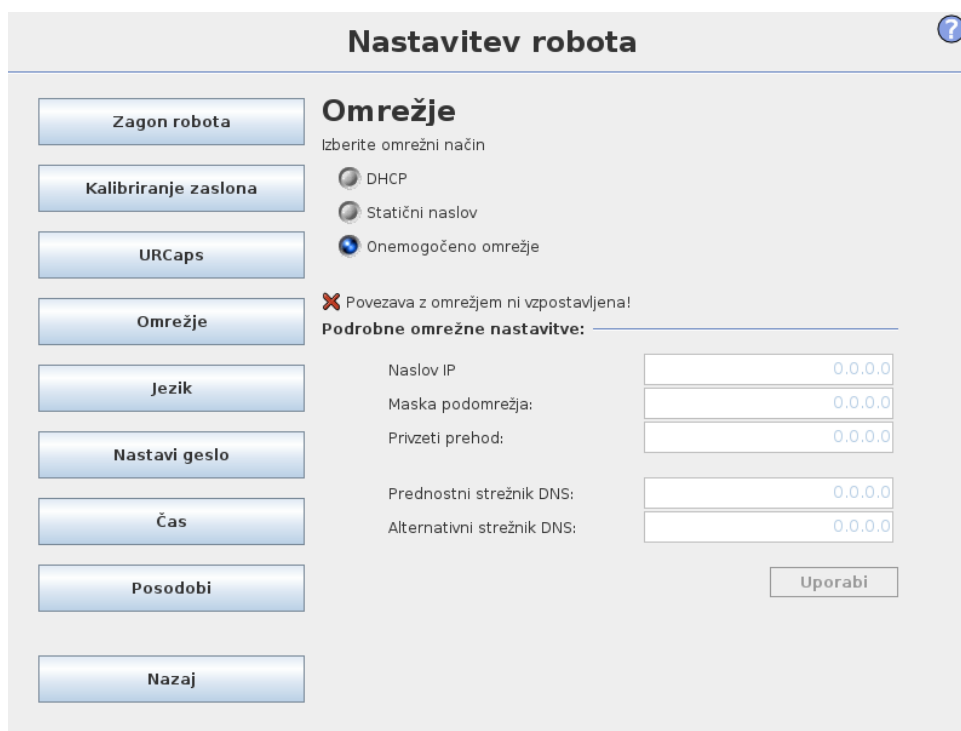 Nastavitev robota
?
Zagon robota
Kalibriranje zaslona
URCaps
Omrežje
Jezik
Nastavi geslo
Čas
Posodobi
Nazaj
Omrežje
Izberite omrežni način
DHCP
Statični naslov
Onemogočeno omrežje
Povezava z omrežjem ni vzpostavljena!
Podrobne omrežne nastavitve:
Naslov IP 0.0.0.0
Maska podomrežja: 0.0.0.0
Privzeti prehod: 0.0.0.0
Prednostni strežnik DNS: 0.0.0.0
Alternativni strežnik DNS: 0.0.0.0
Uporabi